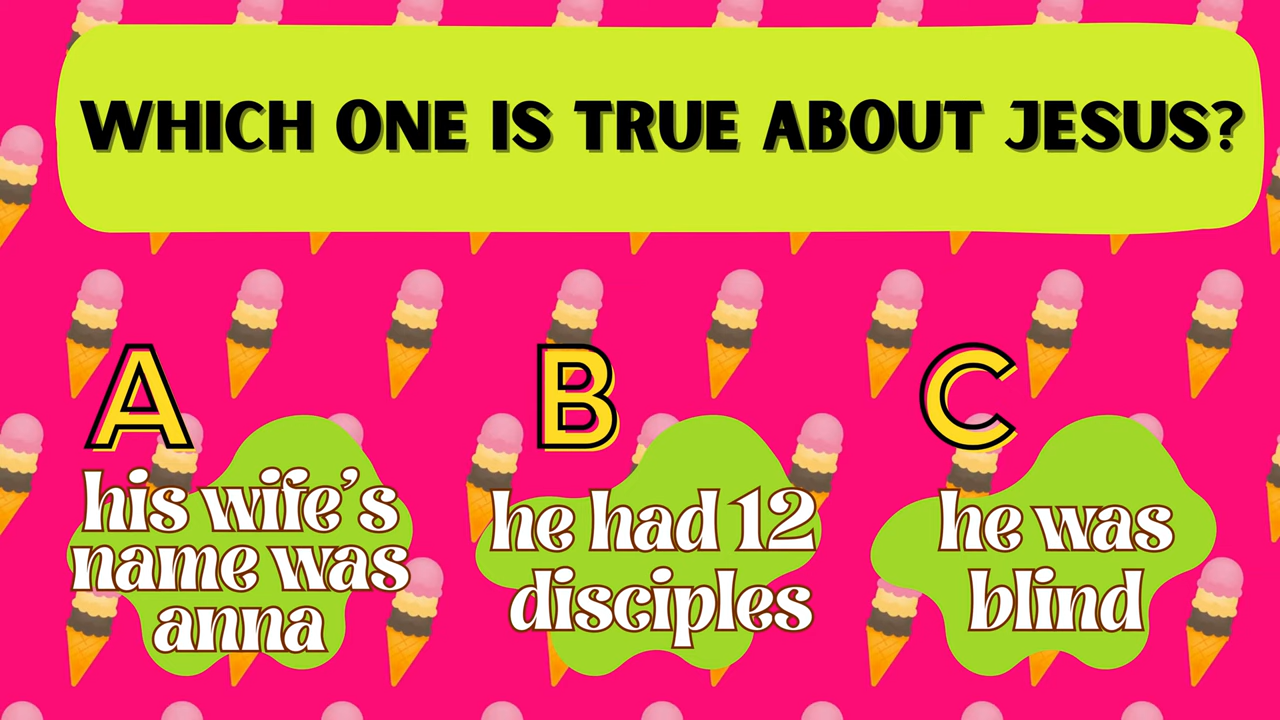 WHICH ONE IS TRUE ABOUT JESUS?
A
his wife's
name was
anna
B
he had 12
disciples
C
he was
blind